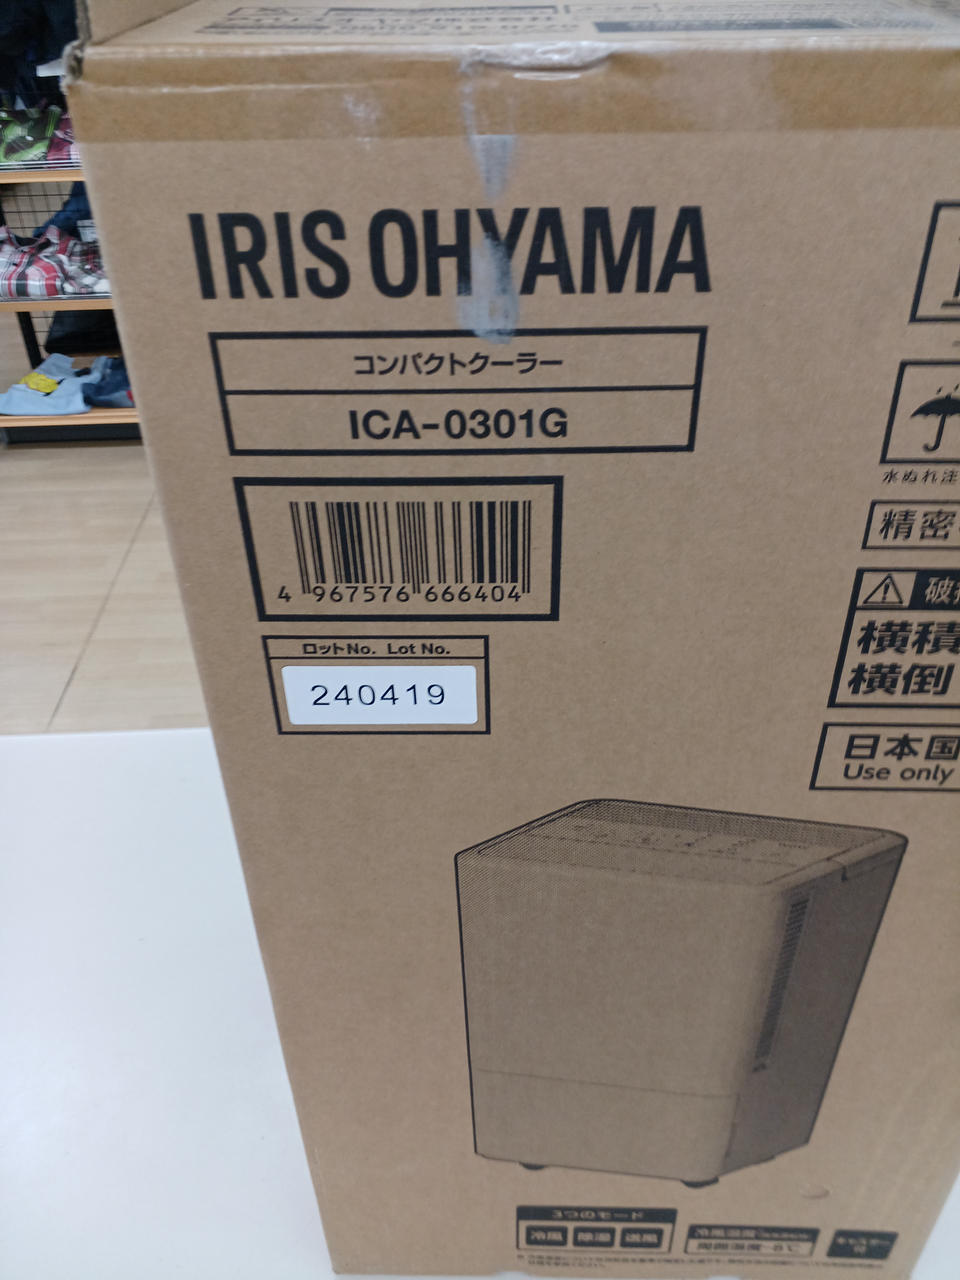 IRIS OHYAMA
コンパクトクーラー
ICA-0301G
4 967576 666404
ロットNo. Lot No.
240419
水ぬれ注
精密
破
横積
横倒
日本国
Use only
3つのモード
冷風 除湿 送風